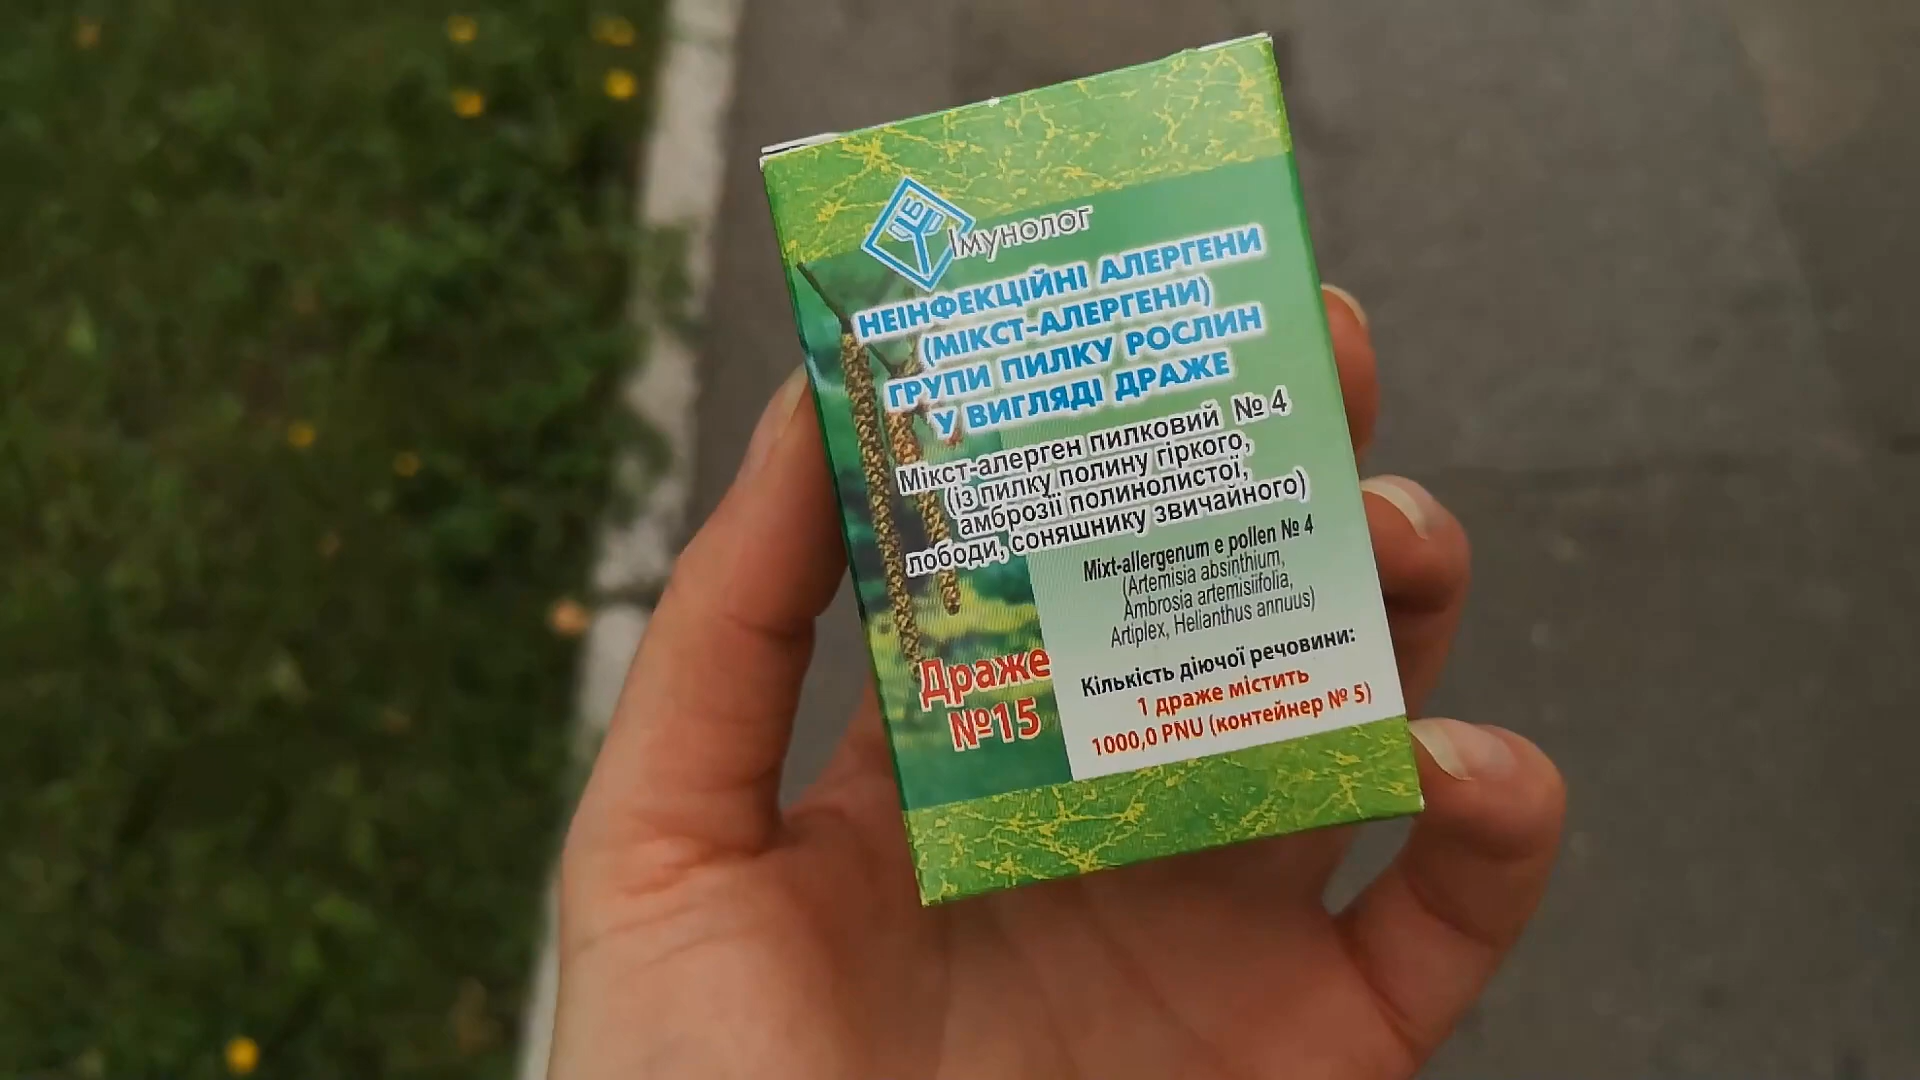 Імунолог
НЕІНФЕКЦІЙНІ АЛЕРГЕНИ
(МІКСТ-АЛЕРГЕНИ)
ГРУПИ ПИЛКУ РОСЛИН
У ВИГЛЯДІ ДРАЖЕ
Мікст-алерген пилковий № 4
(із пилку полину гіркого,
амброзії полинолистої,
лободи, соняшнику звичайного)
Mixt-allergenum e pollen № 4
(Artemisia absinthium,
Ambrosia artemisiifolia,
Artiplex, Helianthus annuus)
Драже
№15
Кількість діючої речовини:
1 драже містить
1000,0 PNU (контейнер № 5)